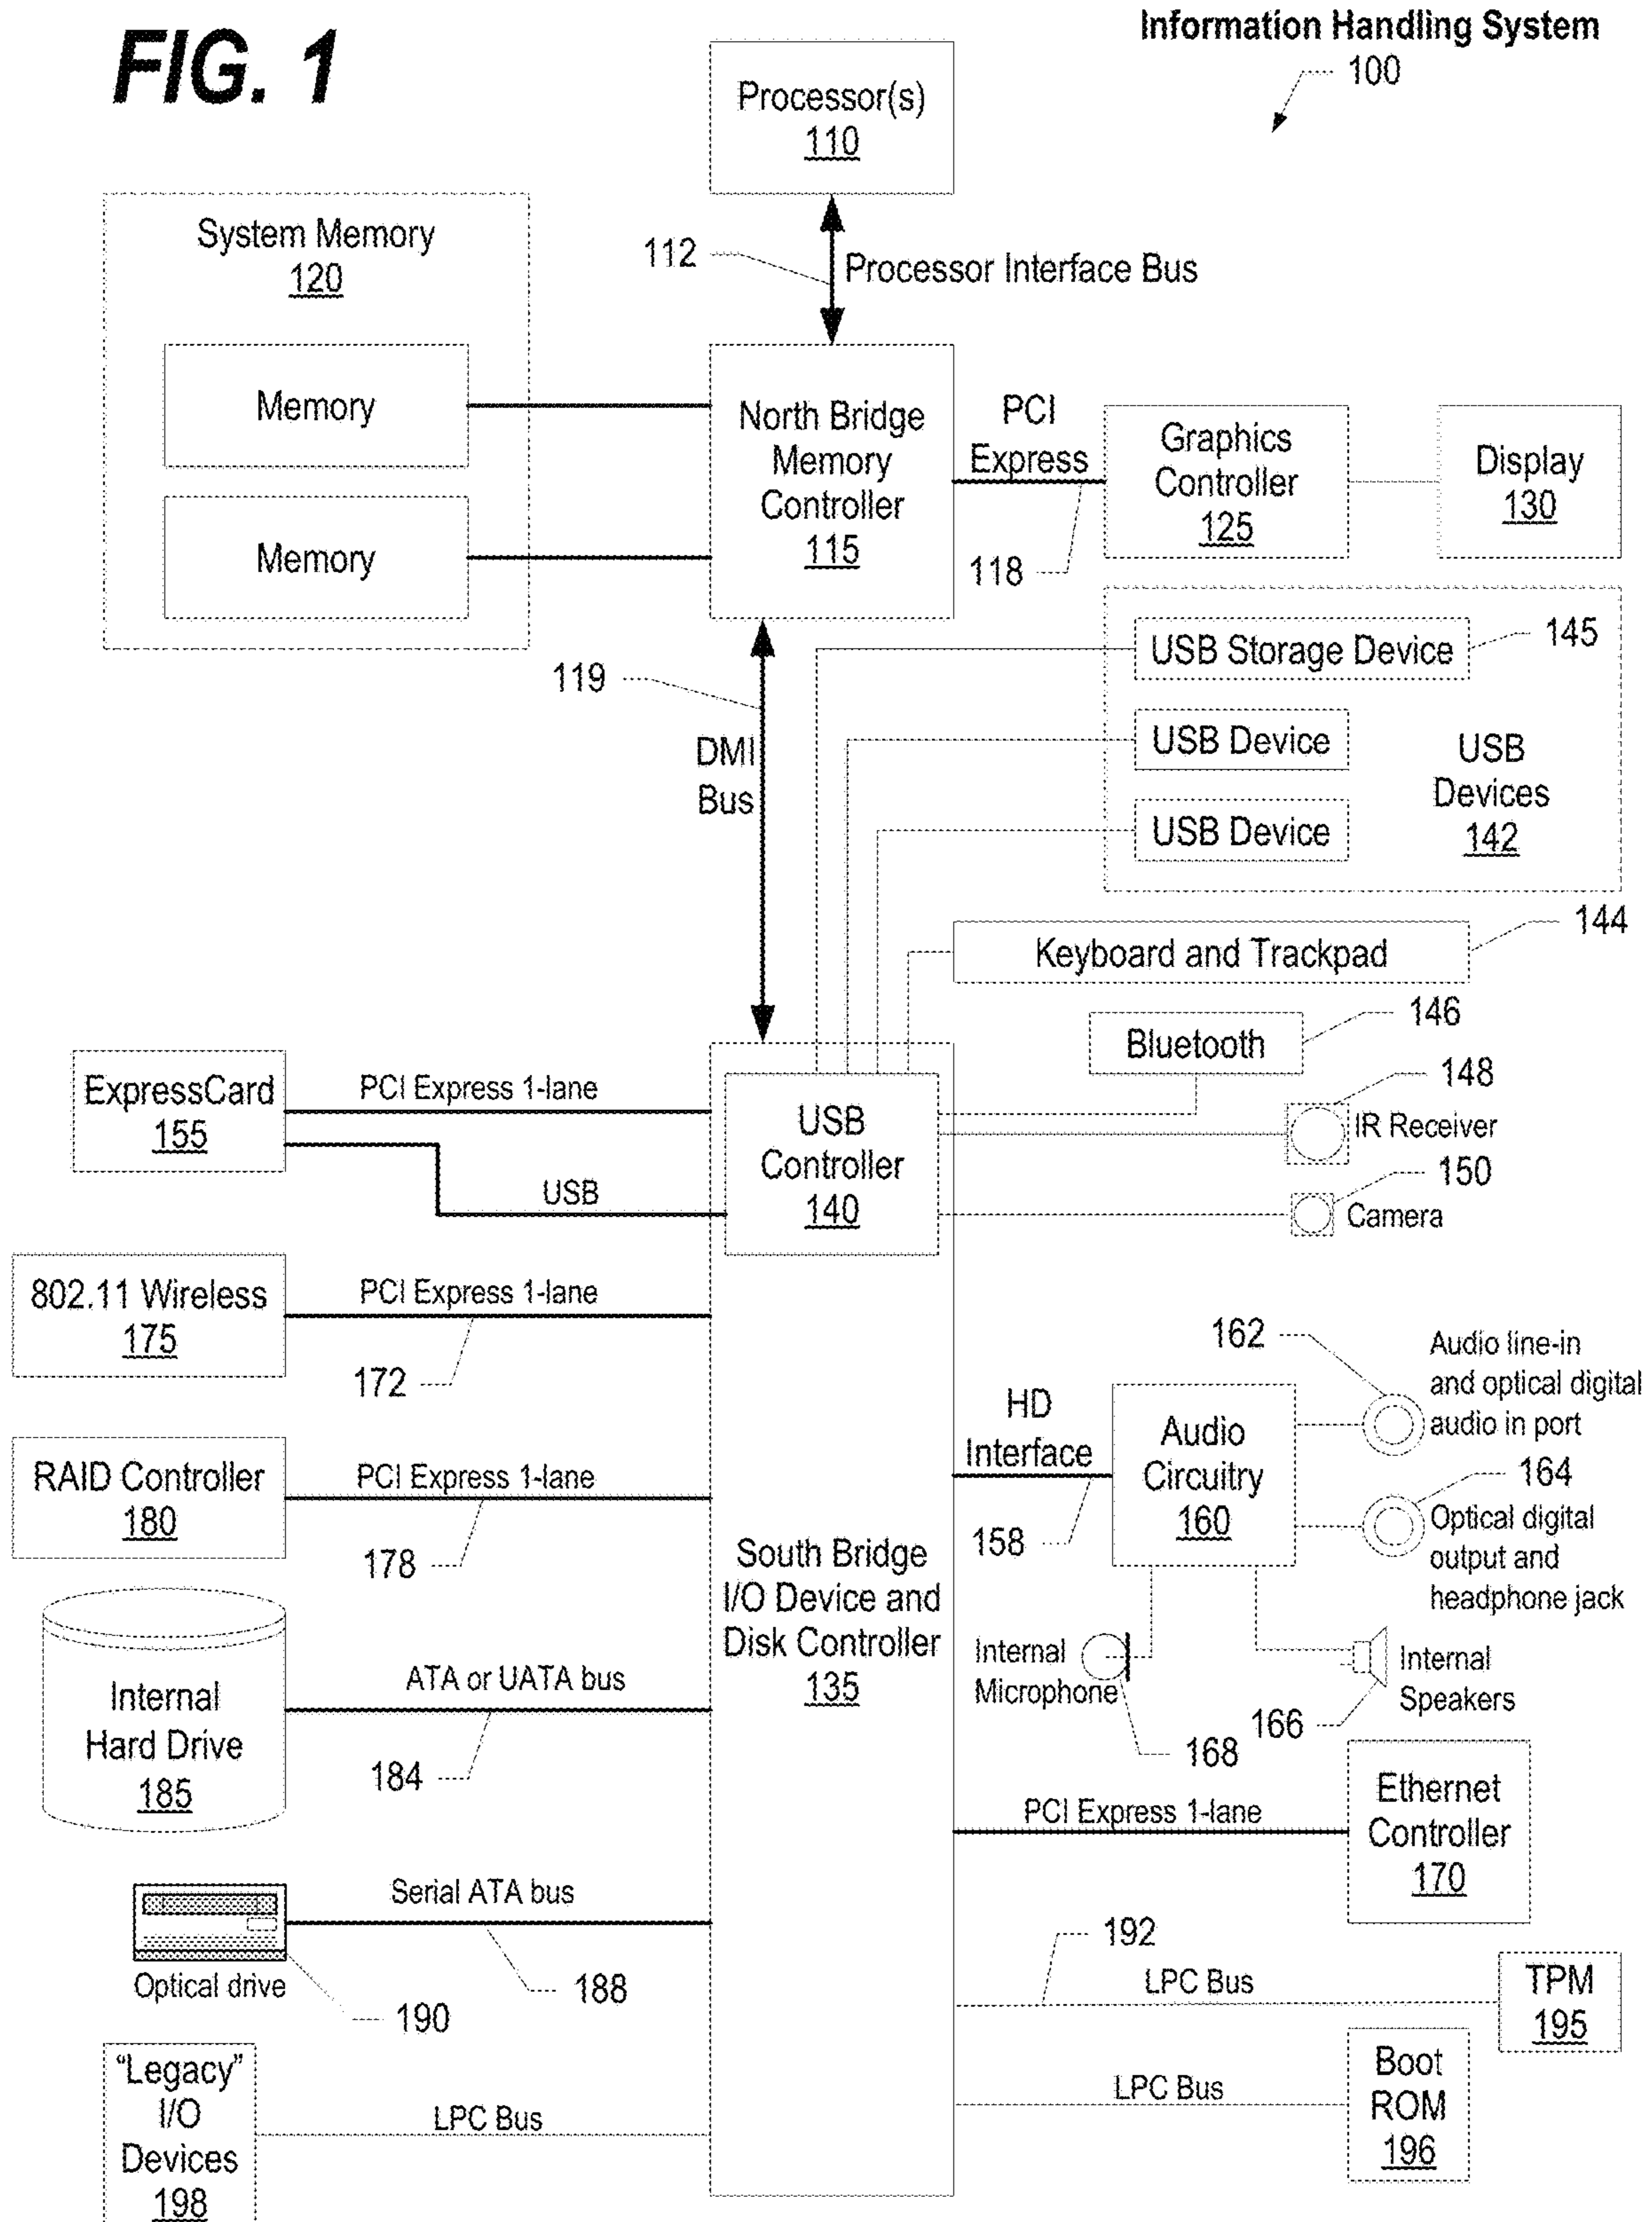 FIG. 1
Information Handling System
100
Processor(s)
110
System Memory
120
112
Processor Interface Bus
Memory
Memory
North Bridge
Memory
Controller
115
PCI
Express
118
Graphics
Controller
125
Display
130
119
DMI
Bus
USB Storage Device
145
USB Device
USB Device
USB
Devices
142
Keyboard and Trackpad
144
Bluetooth
146
148
IR Receiver
150
Camera
ExpressCard
155
PCI Express 1-lane
USB
USB
Controller
140
802.11 Wireless
175
PCI Express 1-lane
172
RAID Controller
180
PCI Express 1-lane
178
Internal
Hard Drive
185
ATA or UATA bus
184
South Bridge
I/O Device and
Disk Controller
135
HD
Interface
158
Audio
Circuitry
160
162
Audio line-in
and optical digital
audio in port
164
Optical digital
output and
headphone jack
Internal
Microphone
168
Internal
Speakers
166
PCI Express 1-lane
Ethernet
Controller
170
Serial ATA bus
188
Optical drive
190
192
LPC Bus
TPM
195
LPC Bus
Boot
ROM
196
"Legacy"
I/O
Devices
198
LPC Bus